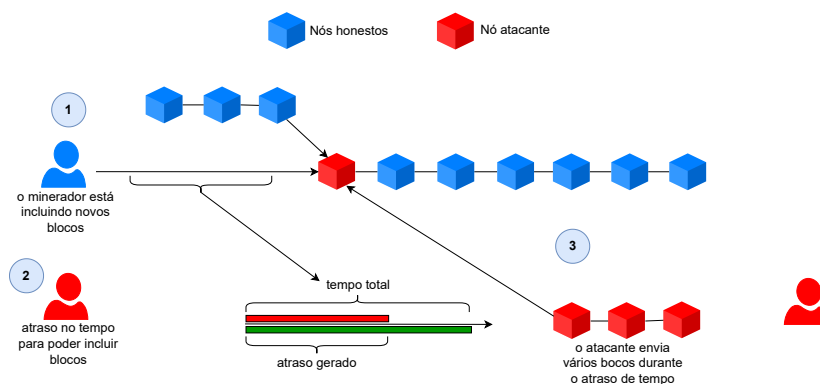 Nós honestos
Nó atacante
1
o minerador está
incluindo novos
blocos
2
atraso no tempo
para poder incluir
blocos
tempo total
atraso gerado
3
o atacante envia
vários bocos durante
o atraso de tempo